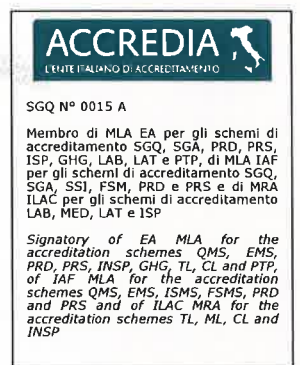 ACCREDIA
L'ENTE ITALIANO DI ACCREDITAMENTO
SGQ N° 0015 A
Membro di MLA EA per gli schemi di
accreditamento SGQ, SGA, PRD, PRS,
ISP, GHG, LAB, LAT e PTP, di MLA IAF
per gli schemi di accreditamento SGQ,
SGA, SSI, FSM, PRD e PRS e di MRA
ILAC per gli schemi di accreditamento
LAB, MED, LAT e ISP
Signatory of EA MLA for the
accreditation schemes QMS, EMS,
PRD, PRS, INSP, GHG, TL, CL and PTP,
of IAF MLA for the accreditation
schemes QMS, EMS, ISMS, FSMS, PRD
and PRS and of ILAC MRA for the
accreditation schemes TL, ML, CL and
INSP